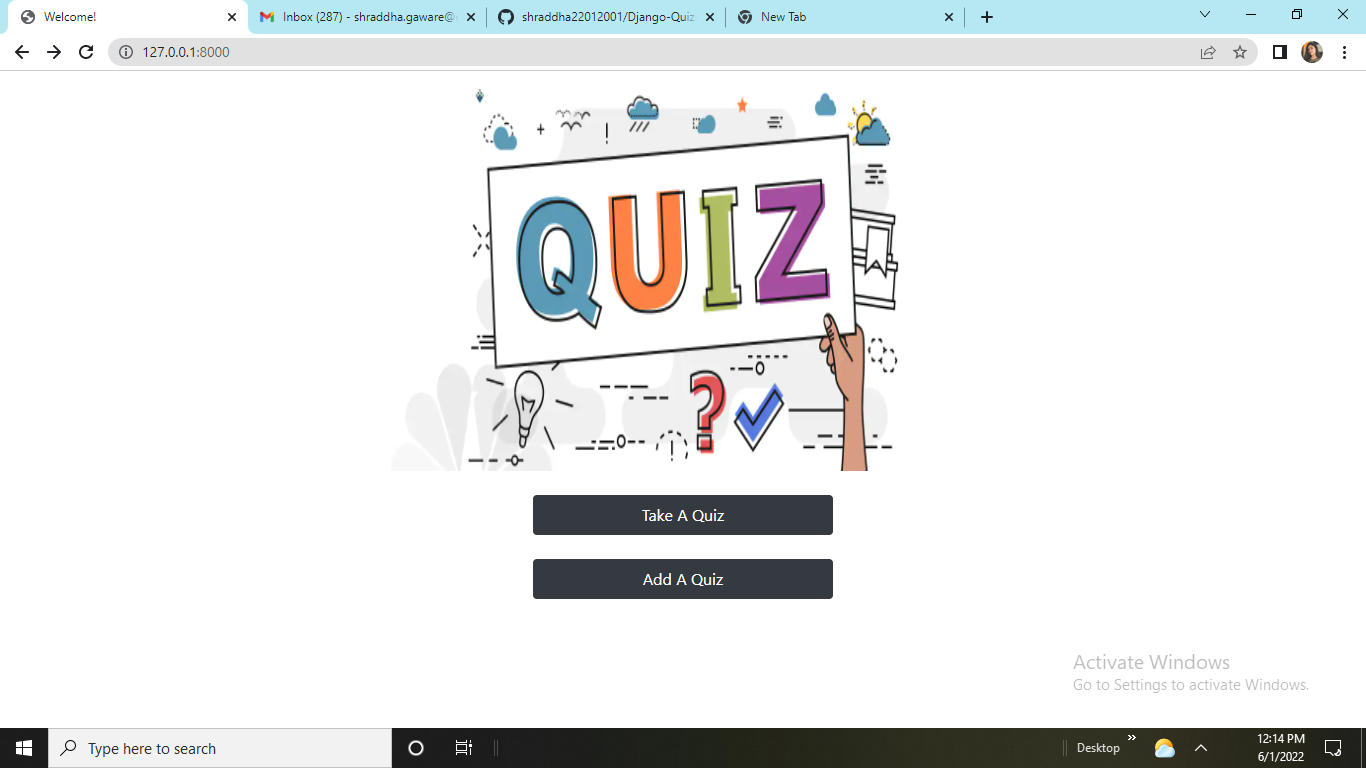 Welcome!
Inbox (287) - shraddha.gaware@
shraddha22012001/Django-Quiz
New Tab
127.0.0.1:8000
QUIZ
?
Take A Quiz
Add A Quiz
Activate Windows
Go to Settings to activate Windows.
Type here to search
Desktop
12:14 PM
6/1/2022